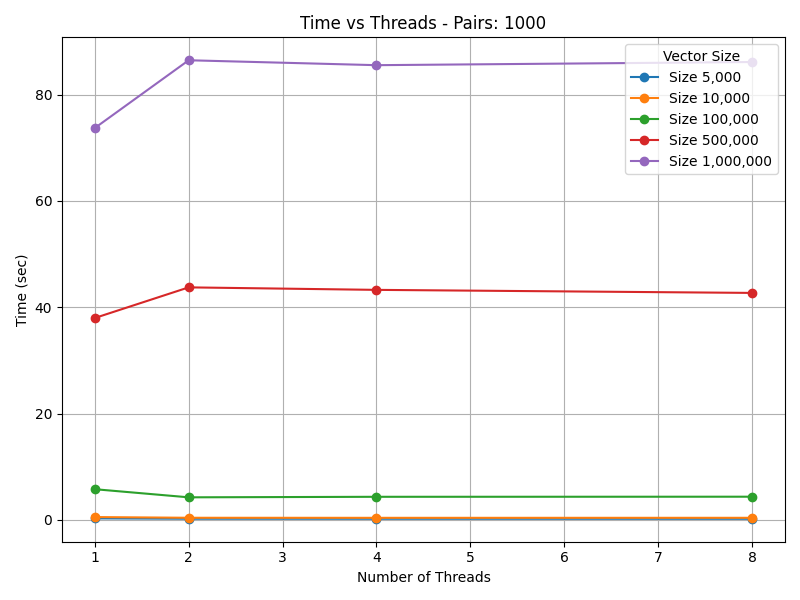 Time vs Threads - Pairs: 1000
Vector Size
Size 5,000
Size 10,000
Size 100,000
Size 500,000
Size 1,000,000
Time (sec)
80
60
40
20
0
1 2 3 4 5 6 7 8
Number of Threads